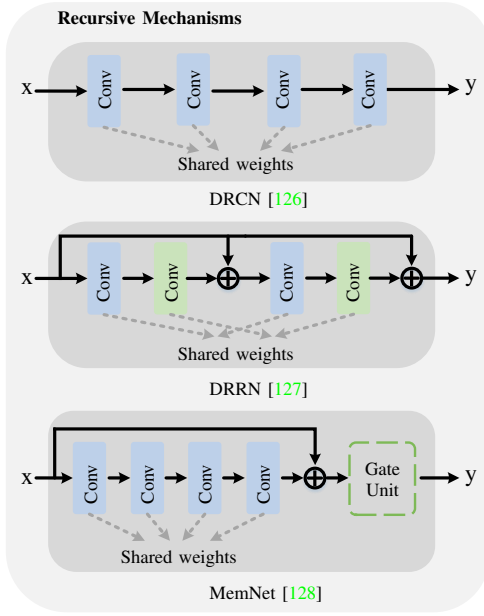 Recursive Mechanisms
x Conv Conv Conv Conv y
Shared weights
DRCN [126]
x Conv Conv Conv Conv y
Shared weights
DRRN [127]
x Conv Conv Conv Conv Gate Unit y
Shared weights
MemNet [128]